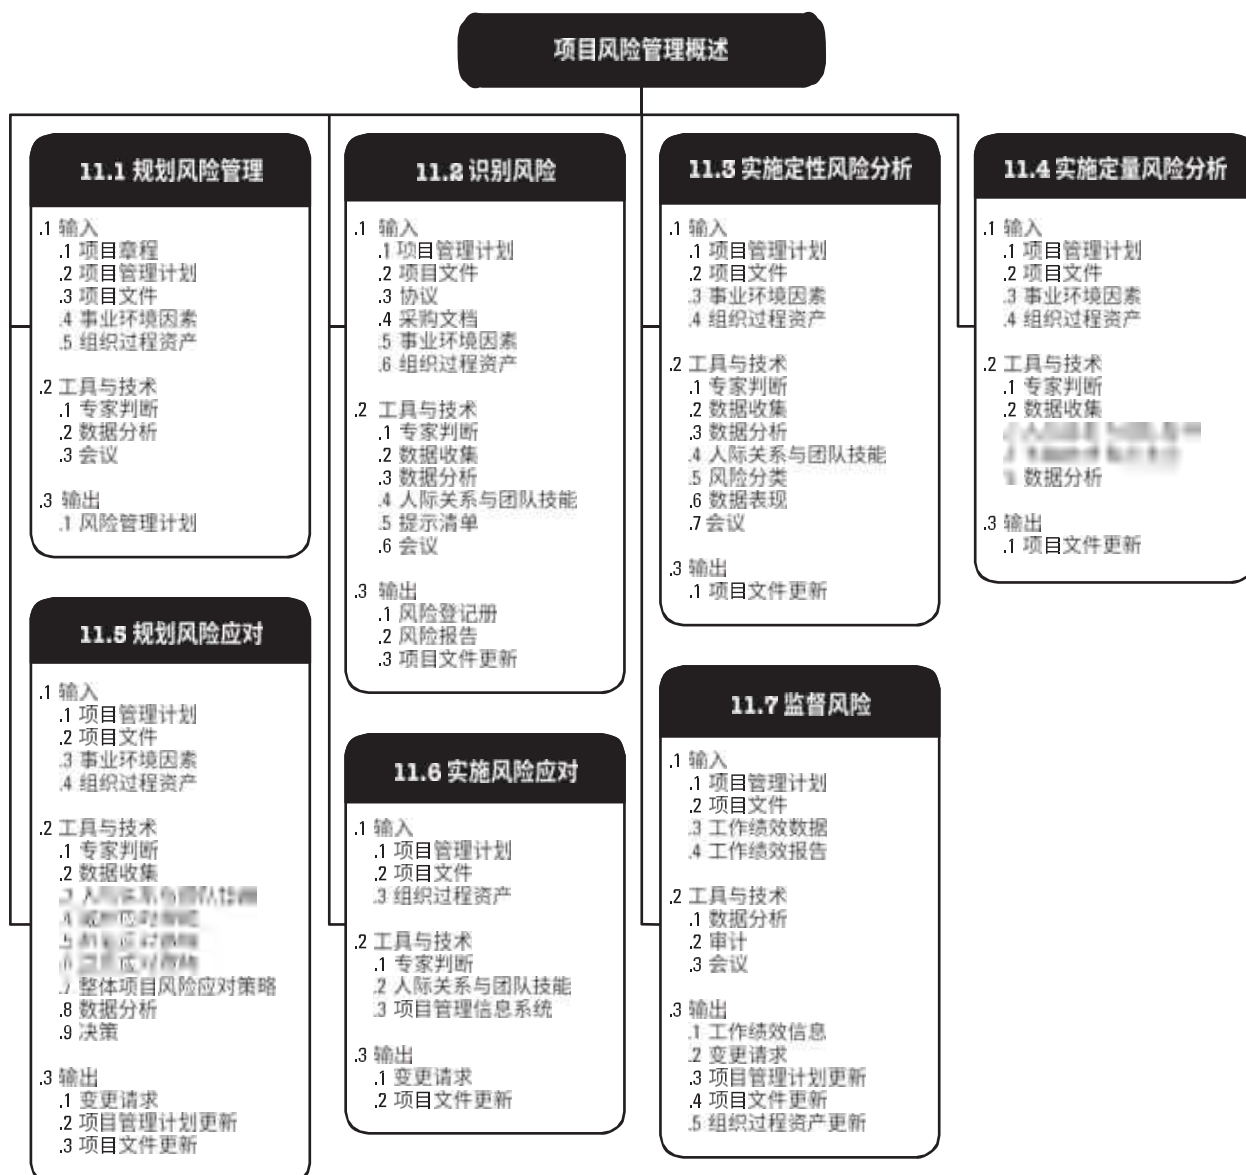 项目风险管理概述
11.1 规划风险管理
.1 输入
.1 项目章程
.2 项目管理计划
.3 项目文件
.4 事业环境因素
.5 组织过程资产
.2 工具与技术
.1 专家判断
.2 数据分析
.3 会议
.3 输出
.1 风险管理计划
11.2 识别风险
.1 输入
.1 项目管理计划
.2 项目文件
.3 协议
.4 采购文档
.5 事业环境因素
.6 组织过程资产
.2 工具与技术
.1 专家判断
.2 数据收集
.3 数据分析
.4 人际关系与团队技能
.5 提示清单
.6 会议
.3 输出
.1 风险登记册
.2 风险报告
.3 项目文件更新
11.3 实施定性风险分析
.1 输入
.1 项目管理计划
.2 项目文件
.3 事业环境因素
.4 组织过程资产
.2 工具与技术
.1 专家判断
.2 数据收集
.3 数据分析
.4 人际关系与团队技能
.5 风险分类
.6 数据表现
.7 会议
.3 输出
.1 项目文件更新
11.4 实施定量风险分析
.1 输入
.1 项目管理计划
.2 项目文件
.3 事业环境因素
.4 组织过程资产
.2 工具与技术
.1 专家判断
.2 数据收集
数据分析
.3 输出
.1 项目文件更新
11.5 规划风险应对
.1 输入
.1 项目管理计划
.2 项目文件
.3 事业环境因素
.4 组织过程资产
.2 工具与技术
.1 专家判断
.2 数据收集
.7 整体项目风险应对策略
.8 数据分析
.9 决策
.3 输出
.1 变更请求
.2 项目管理计划更新
.3 项目文件更新
11.6 实施风险应对
.1 输入
.1 项目管理计划
.2 项目文件
.3 组织过程资产
.2 工具与技术
.1 专家判断
.2 人际关系与团队技能
.3 项目管理信息系统
.3 输出
.1 变更请求
.2 项目文件更新
11.7 监督风险
.1 输入
.1 项目管理计划
.2 项目文件
.3 工作绩效数据
.4 工作绩效报告
.2 工具与技术
.1 数据分析
.2 审计
.3 会议
.3 输出
.1 工作绩效信息
.2 变更请求
.3 项目管理计划更新
.4 项目文件更新
.5 组织过程资产更新